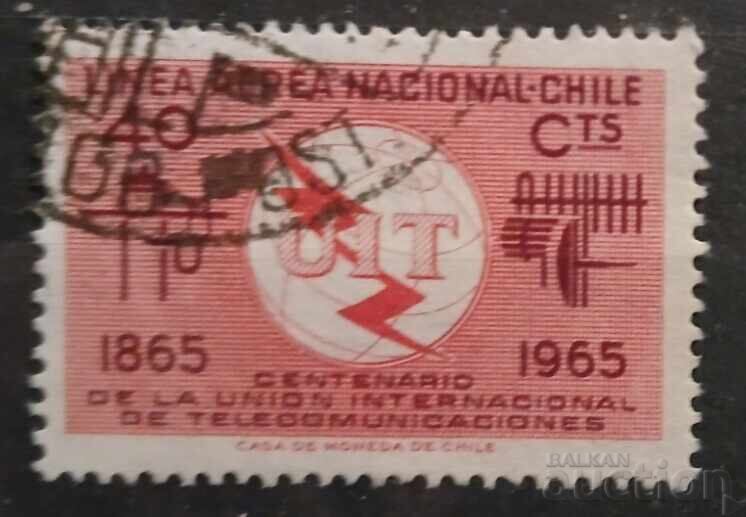 LINEA AEREA NACIONAL-CHILE
40 CTS
UIT
1865 1965
CENTENARIO
DE LA UNION INTERNACIONAL
DE TELECOMUNICACIONES
CASA DE MONEDA DE CHILE
BALKAN
auction